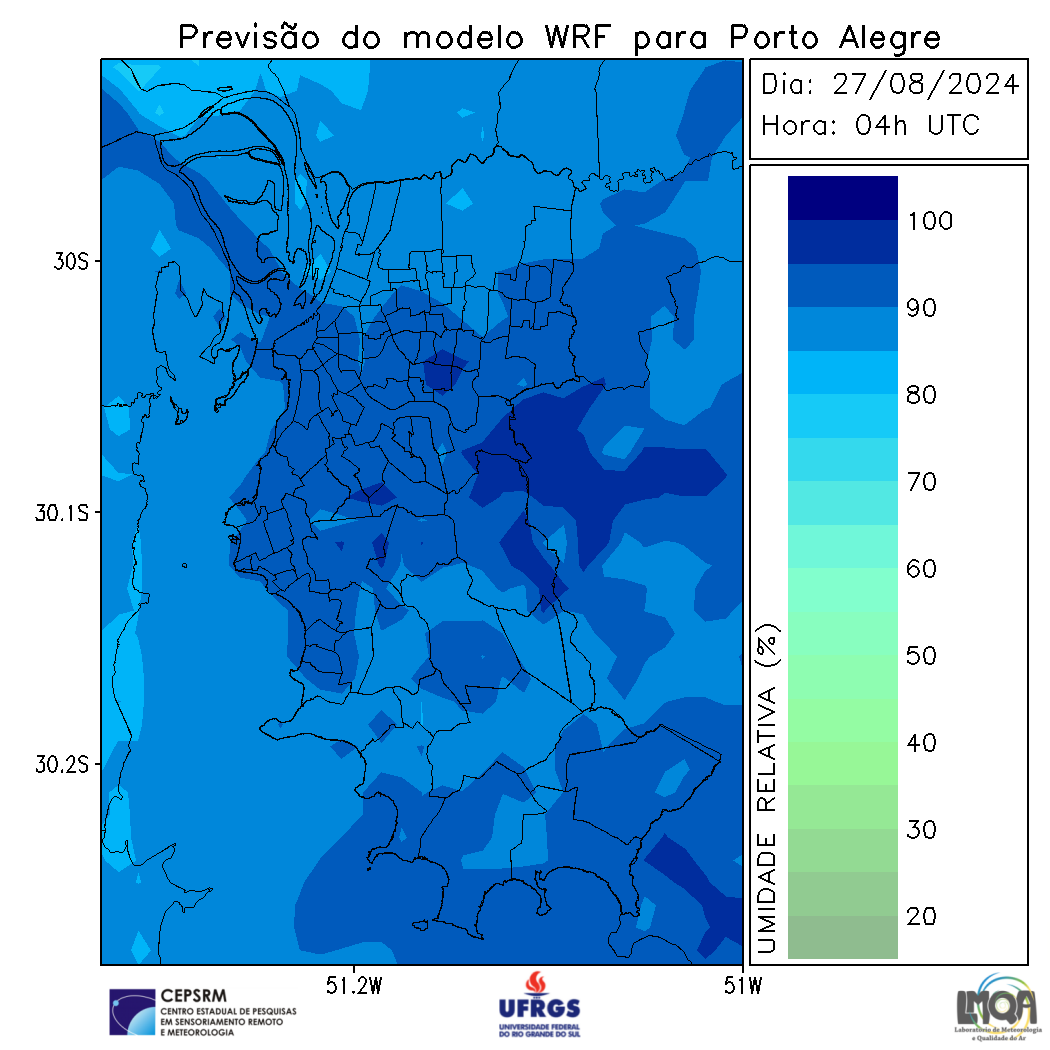 Previsão do modelo WRF para Porto Alegre
Dia: 27/08/2024
Hora: 04h UTC
30S
30.1S
30.2S
51.2W
51W
100
90
80
70
60
50
40
30
20
UMIDADE RELATIVA (%)
CEPSRM
CENTRO ESTADUAL DE PESQUISAS
EM SENSORIAMENTO REMOTO
E METEOROLOGIA
UFRGS
UNIVERSIDADE FEDERAL
DO RIO GRANDE DO SUL
LMQA
Laboratório de Meteorologia
e Qualidade do Ar